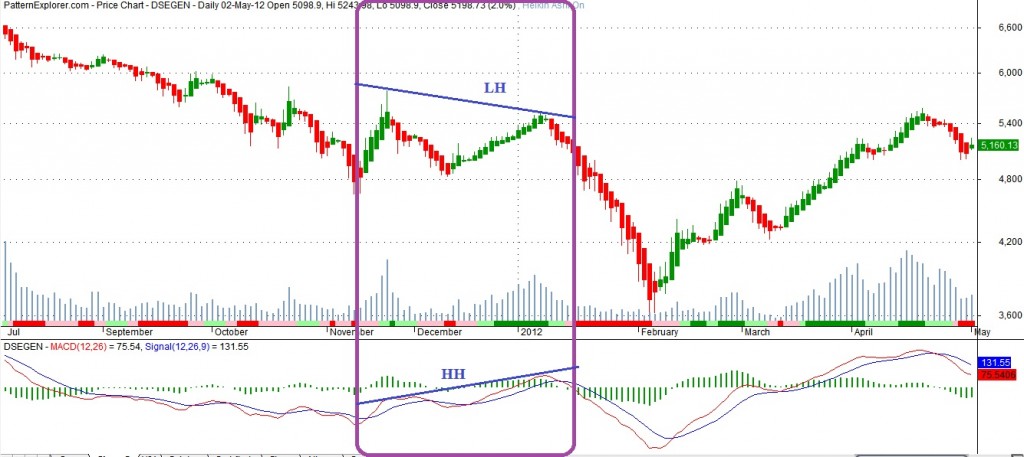 PatternExplorer.com - Price Chart - DSEGEN - Daily 02-May-12 Open 5098.9, Hi 5243.98, Lo 5098.9, Close 5198.73 (2.0%) Heikin Ashi On
6,600
6,000
LH
5,400
5,160.13
4,800
4,200
3,600
Jul September October November December 2012 February March April May
DSEGEN - MACD(12,26) = 75.54, Signal(12,26,9) = 131.55
131.55
HH
75.5406
0